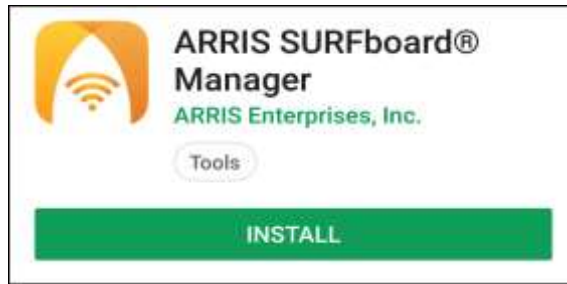 ARRIS SURFboard®
Manager
ARRIS Enterprises, Inc.
Tools
INSTALL